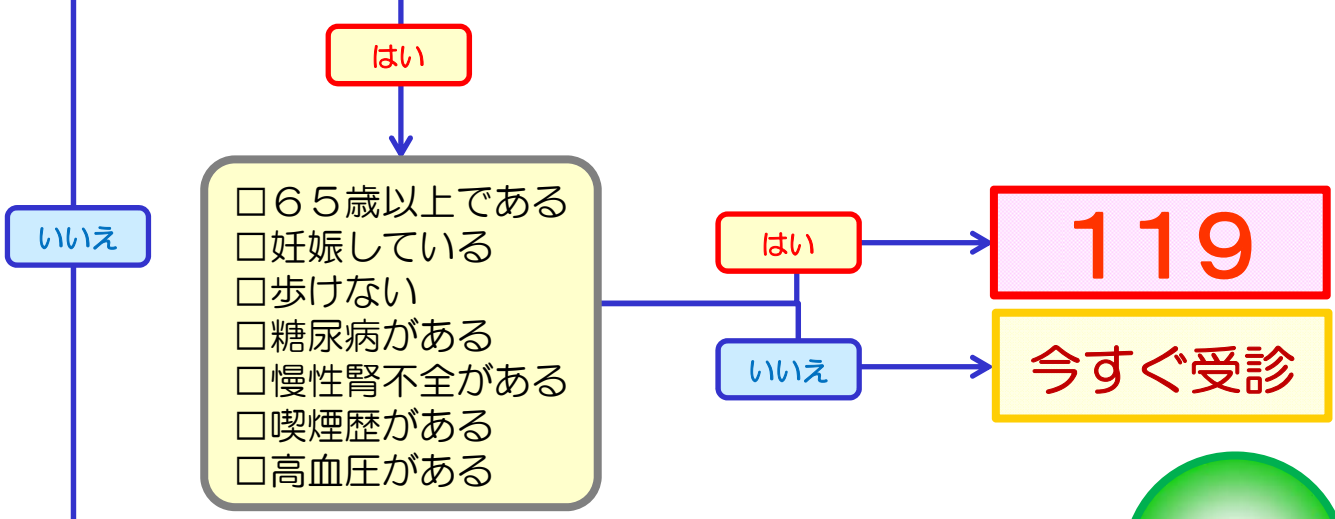 はい
□６５歳以上である
□妊娠している
□歩けない
□糖尿病がある
□慢性腎不全がある
□喫煙歴がある
□高血圧がある
いいえ
はい
119
いいえ
今すぐ受診